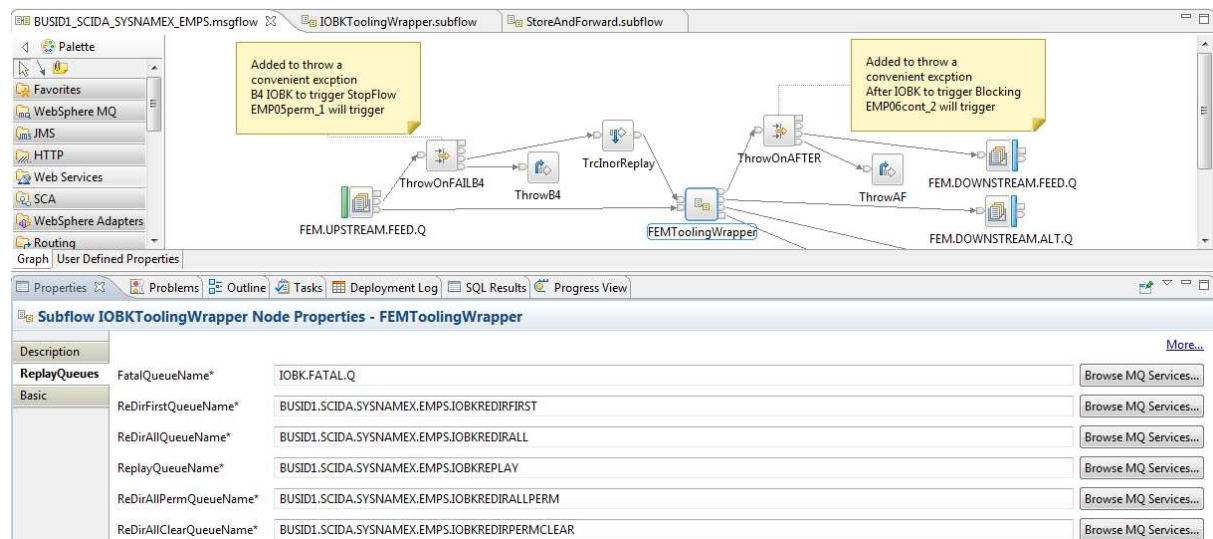 BUSID1_SCIDA_SYSNAMEX_EMPS.msgflow
IOBKToolingWrapper.subflow
StoreAndForward.subflow
Palette
Favorites
WebSphere MQ
JMS
HTTP
Web Services
SCA
WebSphere Adapters
Routing
Added to throw a
convenient excption
B4 IOBK to trigger StopFlow
EMP05perm_1 will trigger
Added to throw a
convenient excption
After IOBK to trigger Blocking
EMP06cont_2 will trigger
ThrowOnFAILB4
ThrowB4
TrcInorReplay
FEM.UPSTREAM.FEED.Q
FEMToolingWrapper
ThrowOnAFTER
ThrowAF
FEM.DOWNSTREAM.FEED.Q
FEM.DOWNSTREAM.ALT.Q
Graph User Defined Properties
Properties Problems Outline Tasks Deployment Log SQL Results Progress View
Subflow IOBKToolingWrapper Node Properties - FEMToolingWrapper
More...
Description
ReplayQueues
Basic
FatalQueueName* IOBK.FATAL.Q Browse MQ Services...
ReDirFirstQueueName* BUSID1.SCIDA.SYSNAMEX.EMPS.IOBKREDIRFIRST Browse MQ Services...
ReDirAllQueueName* BUSID1.SCIDA.SYSNAMEX.EMPS.IOBKREDIRALL Browse MQ Services...
ReplayQueueName* BUSID1.SCIDA.SYSNAMEX.EMPS.IOBKREPLAY Browse MQ Services...
ReDirAllPermQueueName* BUSID1.SCIDA.SYSNAMEX.EMPS.IOBKREDIRALLPERM Browse MQ Services...
ReDirAllClearQueueName* BUSID1.SCIDA.SYSNAMEX.EMPS.IOBKREDIRPERMCLEAR Browse MQ Services...